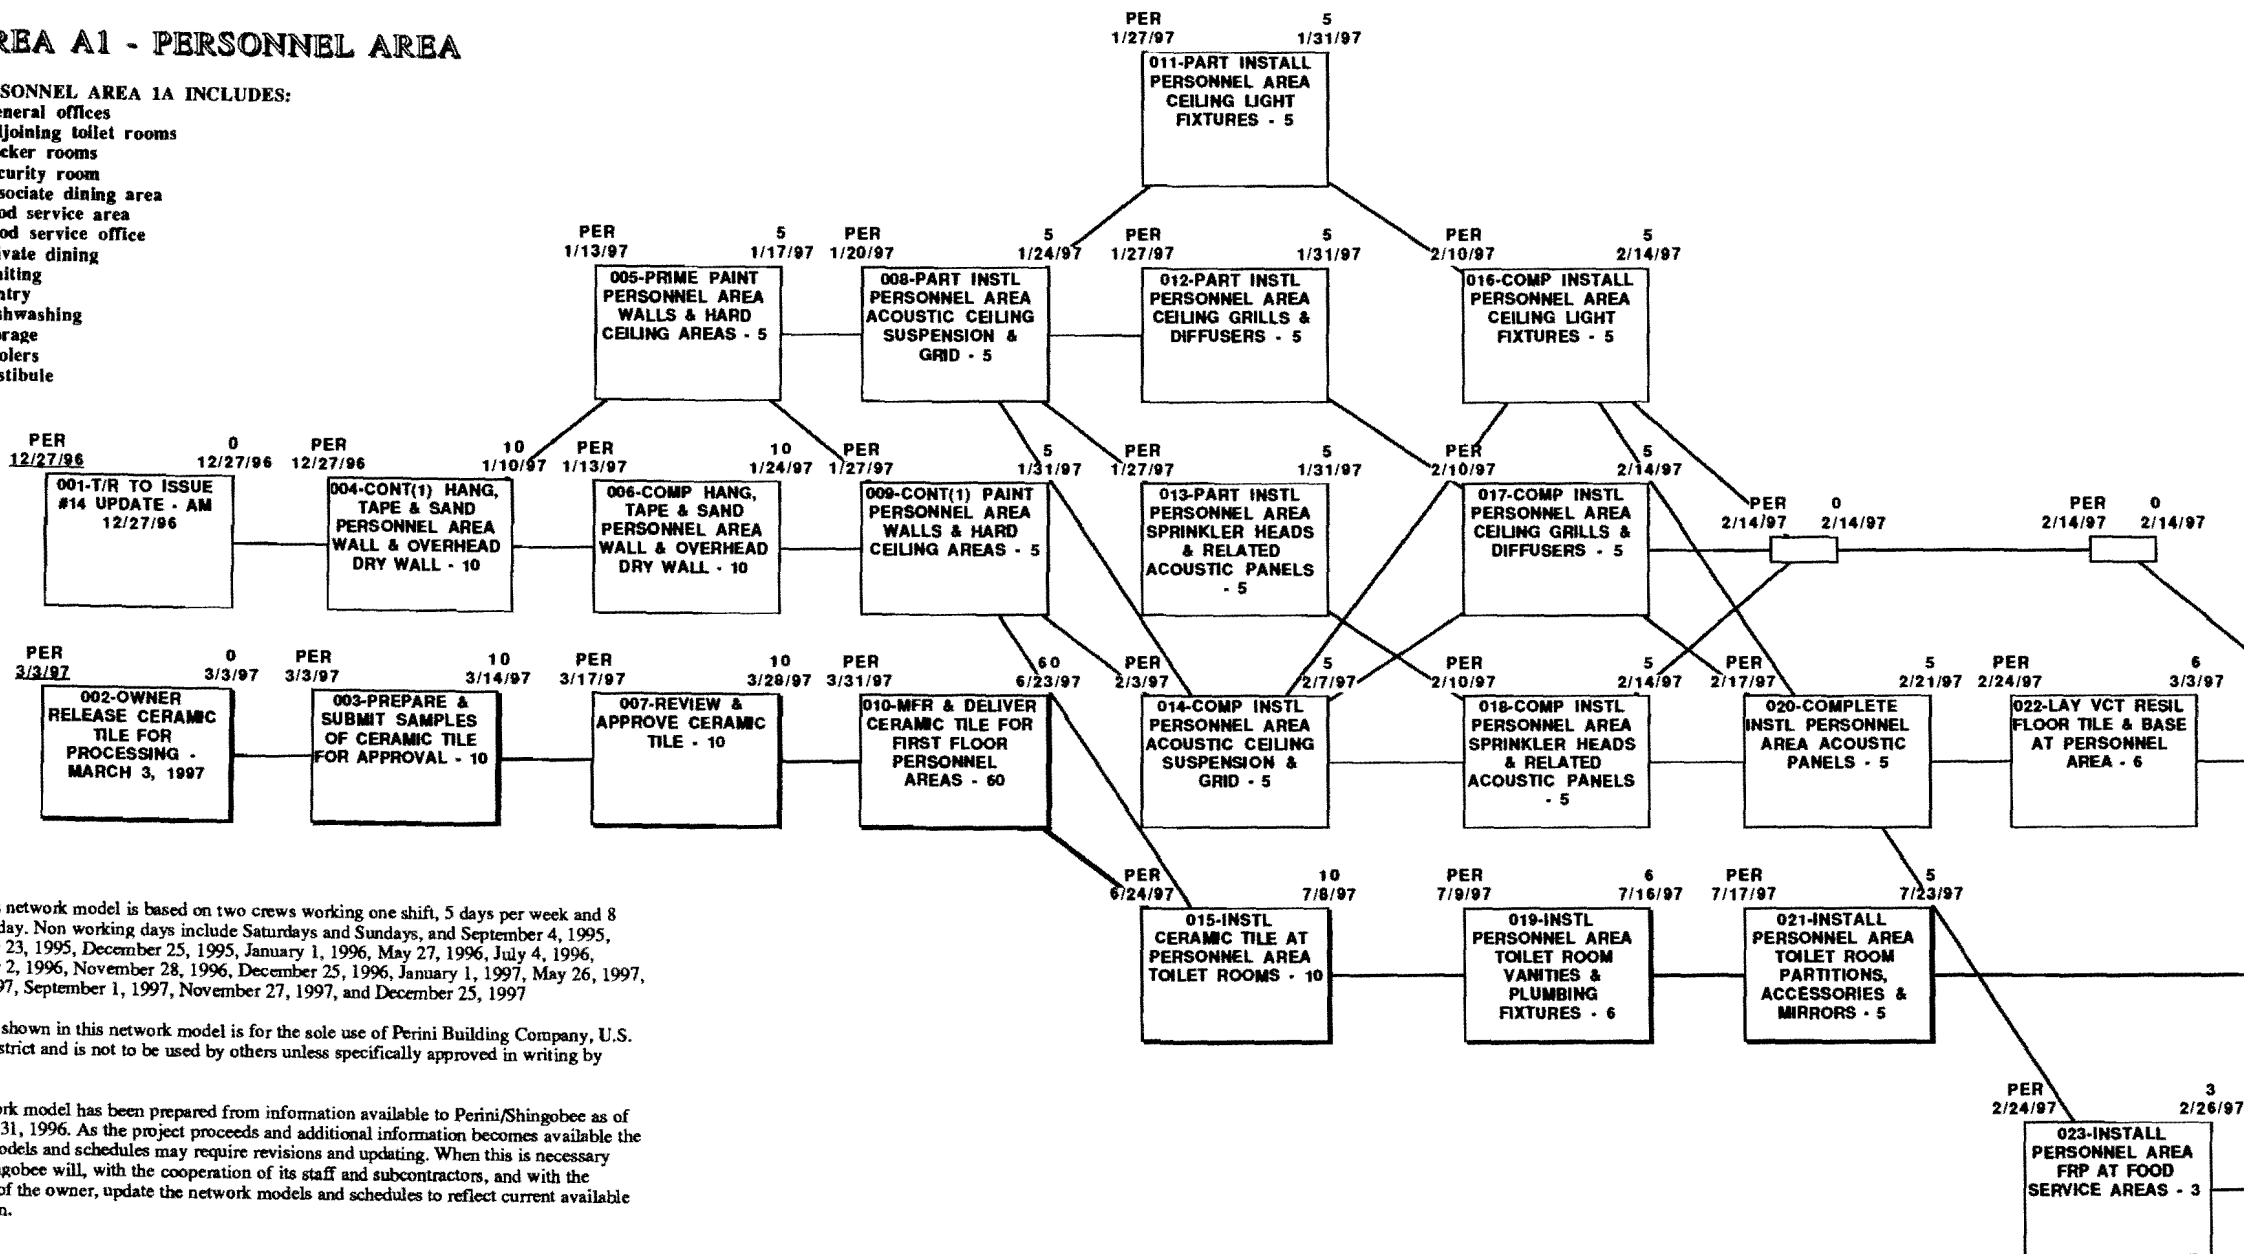 REA A1 - PERSONNEL AREA
SONNEL AREA 1A INCLUDES:
eneral offices
ljoining toilet rooms
cker rooms
curity room
sociate dining area
od service area
od service office
ivate dining
aiting
ntry
shwashing
orage
olers
stibule
PER 5
1/27/97 1/31/97
011-PART INSTALL
PERSONNEL AREA
CEILING LIGHT
FIXTURES - 5
PER 5
1/13/97 1/17/97
005-PRIME PAINT
PERSONNEL AREA
WALLS & HARD
CEILING AREAS - 5
PER 5
1/20/97 1/24/97
008-PART INSTL
PERSONNEL AREA
ACOUSTIC CEILING
SUSPENSION &
GRID - 5
PER 5
1/27/97 1/31/97
012-PART INSTL
PERSONNEL AREA
CEILING GRILLS &
DIFFUSERS - 5
PER 5
2/10/97 2/14/97
016-COMP INSTALL
PERSONNEL AREA
CEILING LIGHT
FIXTURES - 5
PER 0
12/27/96 12/27/96
001-T/R TO ISSUE
#14 UPDATE - AM
12/27/96
PER 10
12/27/96 1/10/97
004-CONT(1) HANG,
TAPE & SAND
PERSONNEL AREA
WALL & OVERHEAD
DRY WALL - 10
PER 10
1/13/97 1/24/97
006-COMP HANG,
TAPE & SAND
PERSONNEL AREA
WALL & OVERHEAD
DRY WALL - 10
PER 5
1/27/97 1/31/97
009-CONT(1) PAINT
PERSONNEL AREA
WALLS & HARD
CEILING AREAS - 5
PER 5
1/27/97 1/31/97
013-PART INSTL
PERSONNEL AREA
SPRINKLER HEADS
& RELATED
ACOUSTIC PANELS
- 5
PER 5
2/10/97 2/14/97
017-COMP INSTL
PERSONNEL AREA
CEILING GRILLS &
DIFFUSERS - 5
PER 0
2/14/97 2/14/97
PER 0
2/14/97 2/14/97
PER 0
3/3/97 3/3/97
002-OWNER
RELEASE CERAMIC
TILE FOR
PROCESSING -
MARCH 3, 1997
PER 10
3/3/97 3/14/97
003-PREPARE &
SUBMIT SAMPLES
OF CERAMIC TILE
FOR APPROVAL - 10
PER 10
3/17/97 3/28/97
007-REVIEW &
APPROVE CERAMIC
TILE - 10
PER 60
3/31/97 6/23/97
010-MFR & DELIVER
CERAMIC TILE FOR
FIRST FLOOR
PERSONNEL
AREAS - 60
PER 5
2/3/97 2/7/97
014-COMP INSTL
PERSONNEL AREA
ACOUSTIC CEILING
SUSPENSION &
GRID - 5
PER 5
2/10/97 2/14/97
018-COMP INSTL
PERSONNEL AREA
SPRINKLER HEADS
& RELATED
ACOUSTIC PANELS
- 5
PER 5
2/17/97 2/21/97
020-COMPLETE
INSTL PERSONNEL
AREA ACOUSTIC
PANELS - 5
PER 6
2/24/97 3/3/97
022-LAY VCT RESIL
FLOOR TILE & BASE
AT PERSONNEL
AREA - 6
PER 10
6/24/97 7/8/97
015-INSTL
CERAMIC TILE AT
PERSONNEL AREA
TOILET ROOMS - 10
PER 6
7/9/97 7/16/97
019-INSTL
PERSONNEL AREA
TOILET ROOM
VANITIES &
PLUMBING
FIXTURES - 6
PER 5
7/17/97 7/23/97
021-INSTALL
PERSONNEL AREA
TOILET ROOM
PARTITIONS,
ACCESSORIES &
MIRRORS - 5
PER 3
2/24/97 2/26/97
023-INSTALL
PERSONNEL AREA
FRP AT FOOD
SERVICE AREAS - 3
network model is based on two crews working one shift, 5 days per week and 8
day. Non working days include Saturdays and Sundays, and September 4, 1995,
23, 1995, December 25, 1995, January 1, 1996, May 27, 1996, July 4, 1996,
2, 1996, November 28, 1996, December 25, 1996, January 1, 1997, May 26, 1997,
97, September 1, 1997, November 27, 1997, and December 25, 1997
shown in this network model is for the sole use of Perini Building Company, U.S.
strict and is not to be used by others unless specifically approved in writing by
ork model has been prepared from information available to Perini/Shingobee as of
31, 1996. As the project proceeds and additional information becomes available the
odels and schedules may require revisions and updating. When this is necessary
gobee will, with the cooperation of its staff and subcontractors, and with the
of the owner, update the network models and schedules to reflect current available
n.